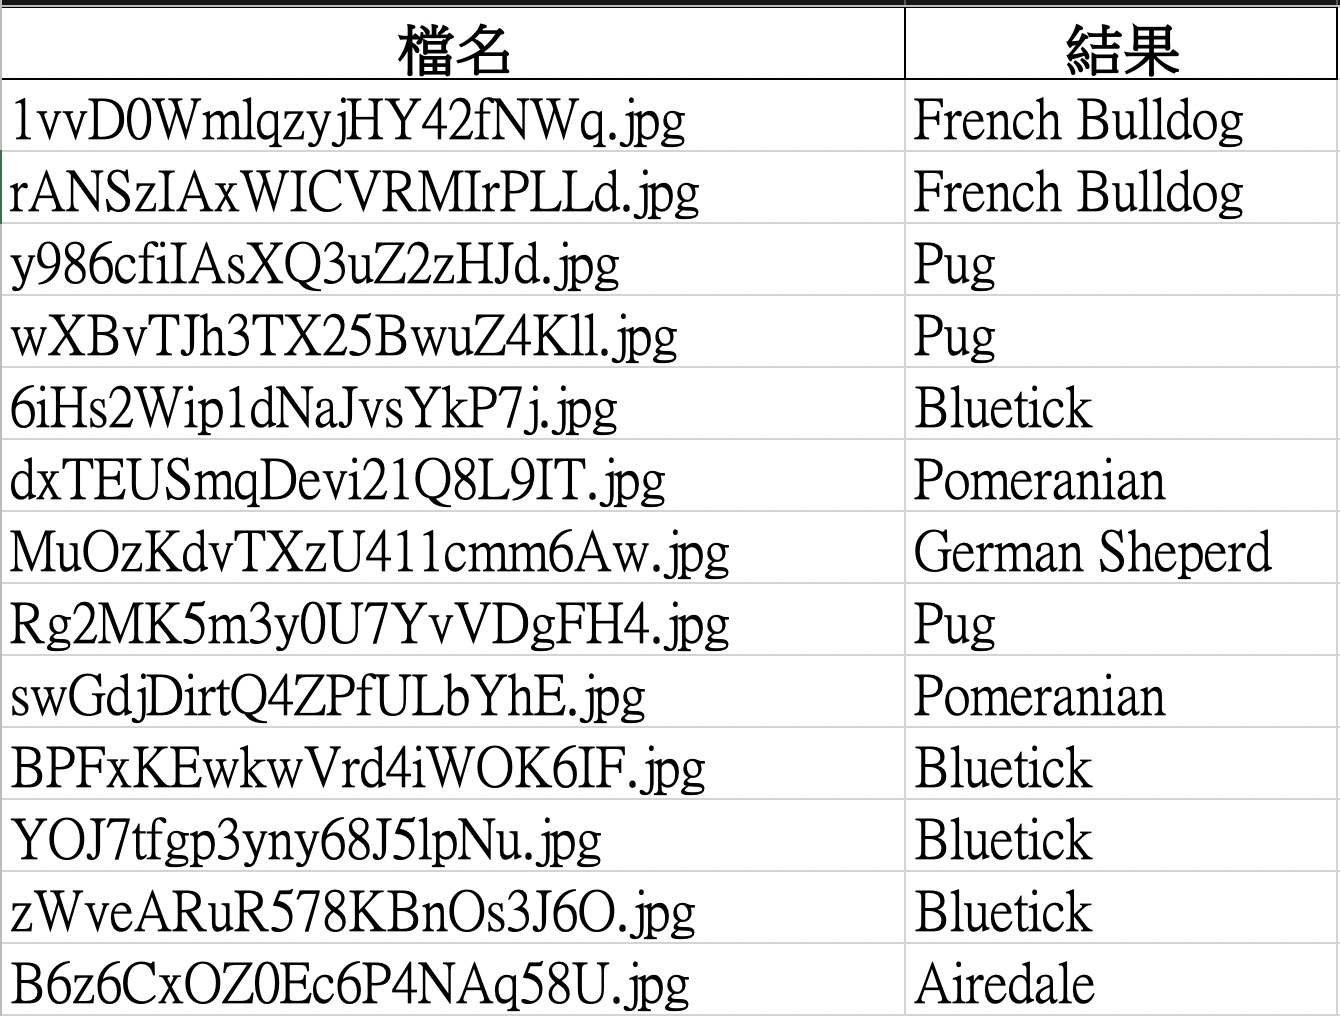 檔名 結果
1vvD0WmlqzyjHY42fNWq.jpg French Bulldog
rANSzIAxWICVRMIrPLLd.jpg French Bulldog
y986cfiIAsXQ3uZ2zHJd.jpg Pug
wXBvTJh3TX25BwuZ4Kll.jpg Pug
6iHs2Wip1dNaJvsYkP7j.jpg Bluetick
dxTEUSmqDevi21Q8L9IT.jpg Pomeranian
MuOzKdvTXzU411cmm6Aw.jpg German Sheperd
Rg2MK5m3y0U7YvVDgFH4.jpg Pug
swGdjDirtQ4ZPfULbYhE.jpg Pomeranian
BPFxKEwkwVrd4iWOK6IF.jpg Bluetick
YOJ7tfgp3yny68J5lpNu.jpg Bluetick
zWveARuR578KBnOs3J6O.jpg Bluetick
B6z6CxOZ0Ec6P4NAq58U.jpg Airedale